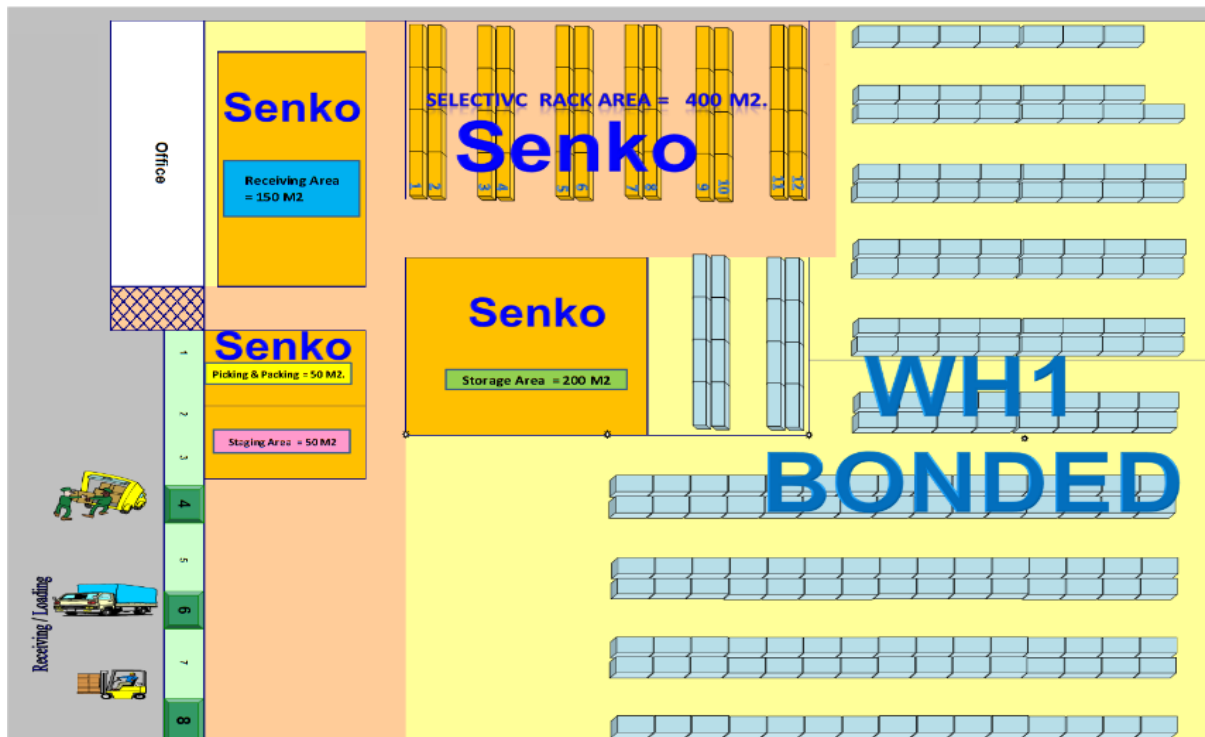 Office
Senko
Receiving Area
= 150 M2
SELECTIVC RACK AREA = 400 M2.
Senko
1 2 3 4 5 6 7 8 9 10 11 12
Senko
Storage Area = 200 M2
Senko
Picking & Packing = 50 M2.
Staging Area = 50 M2
1
2
3
4
5
6
7
8
Receiving / Loading
WH1
BONDED